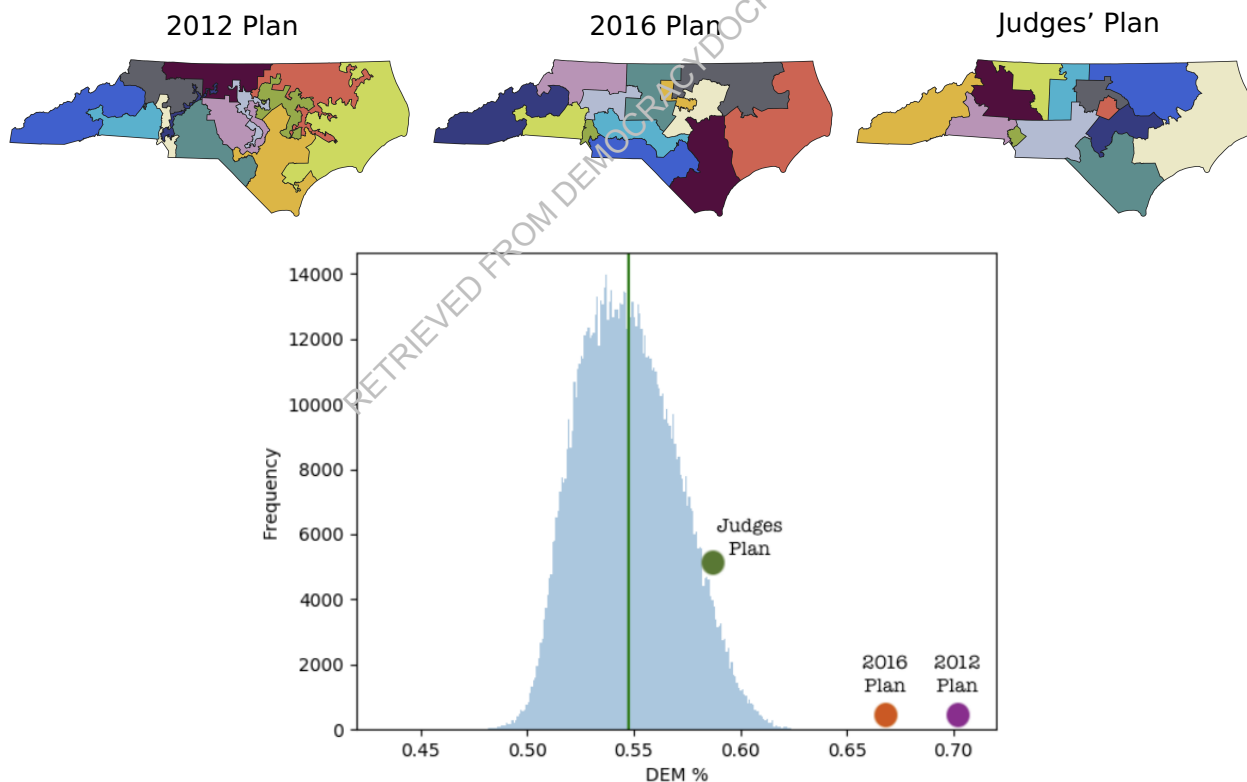 2012 Plan
2016 Plan
Judges’ Plan
RETRIEVED FROM DEMOCRACYDOC
14000
12000
10000
8000
6000
4000
2000
0
Frequency
Judges
Plan
2016
Plan
2012
Plan
0.45
0.50
0.55
0.60
0.65
0.70
DEM %